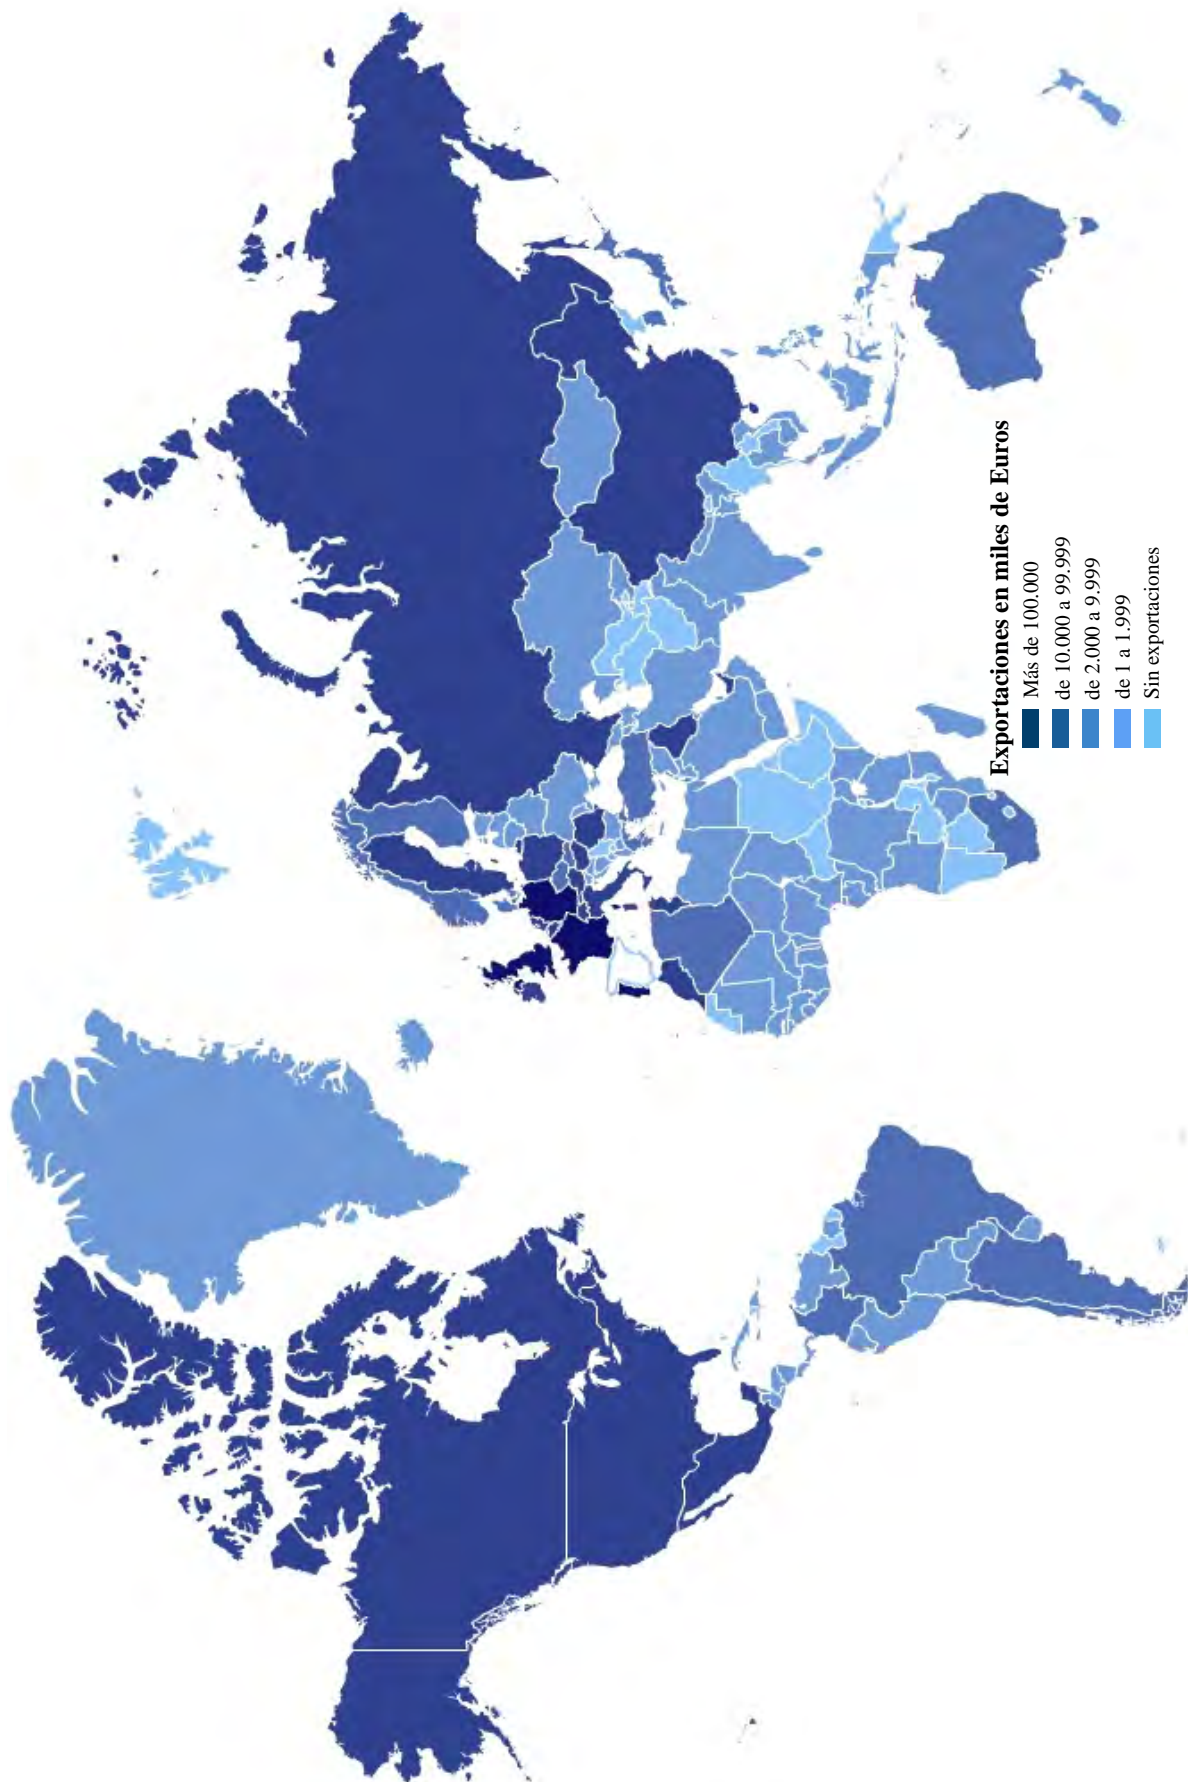 Exportaciones en miles de Euros
Más de 100.000
de 10.000 a 99.999
de 2.000 a 9.999
de 1 a 1.999
Sin exportaciones